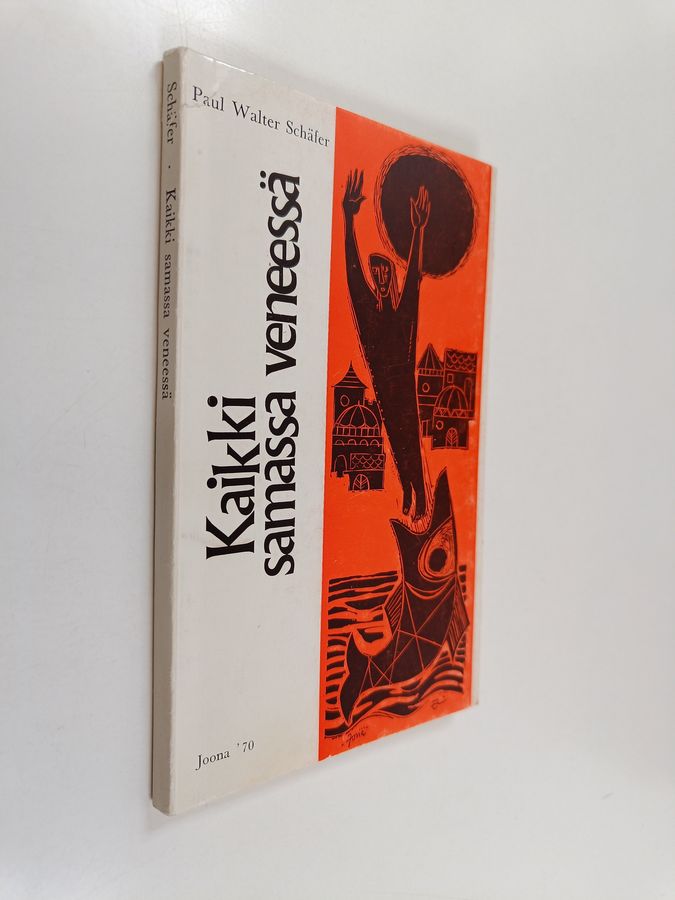 Schäfer · Kaikki samassa veneessä
Paul Walter Schäfer
Kaikki
samassa veneessä
Joona '70